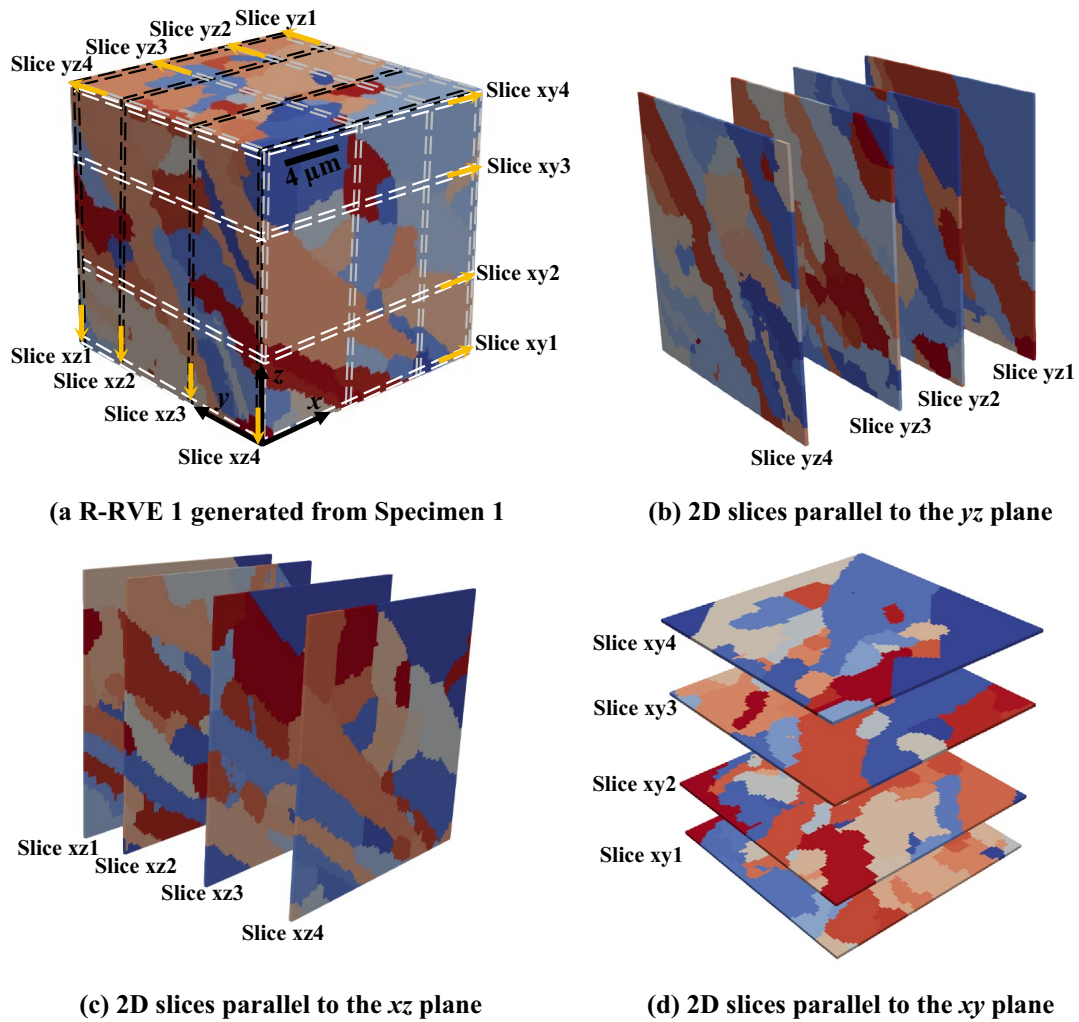 Slice yz1
Slice yz2
Slice yz3
Slice yz4
Slice xy4
4 μm
Slice xy3
Slice xy2
Slice xy1
Slice xz1
Slice xz2
Slice xz3
Slice xz4
z
y
x
(a R-RVE 1 generated from Specimen 1
Slice yz1
Slice yz2
Slice yz3
Slice yz4
(b) 2D slices parallel to the yz plane
Slice xz1
Slice xz2
Slice xz3
Slice xz4
(c) 2D slices parallel to the xz plane
Slice xy4
Slice xy3
Slice xy2
Slice xy1
(d) 2D slices parallel to the xy plane